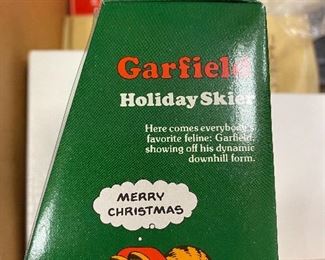 Garfield
Holiday Skier
Here comes everybody's
favorite feline: Garfield,
showing off his dynamic
downhill form.
MERRY
CHRISTMAS